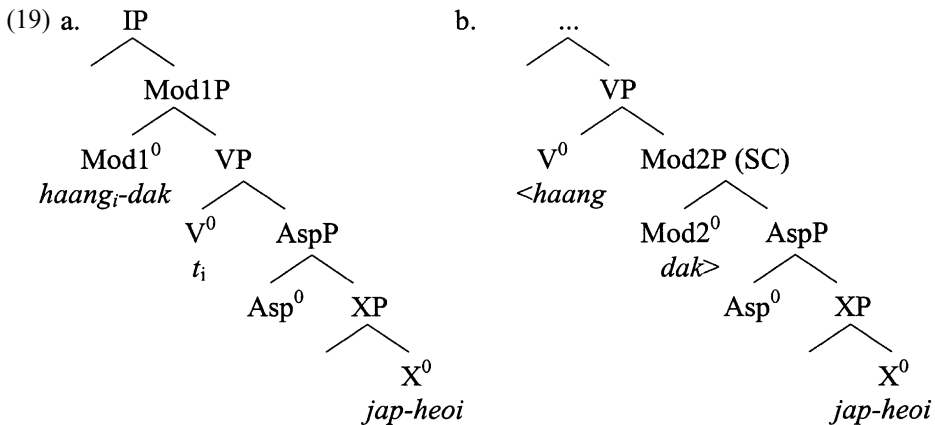 (19) a. IP b. ...
Mod1P VP
Mod1⁰ VP V⁰ Mod2P (SC)
haangᵢ-dak <haang
V⁰ AspP Mod2⁰ AspP
tᵢ dak>
Asp⁰ XP Asp⁰ XP
X⁰ X⁰
jap-heoi jap-heoi